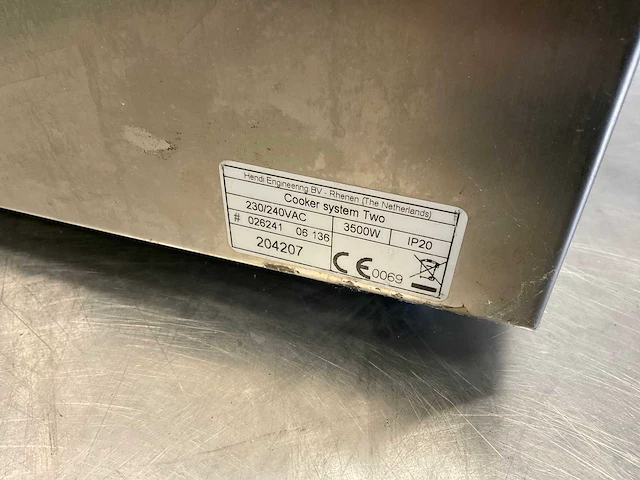 Hendi Engineering BV - Rhenen (The Netherlands)
Cooker system Two
230/240VAC 3500W IP20
# 026241 06 136
204207 CE 0069